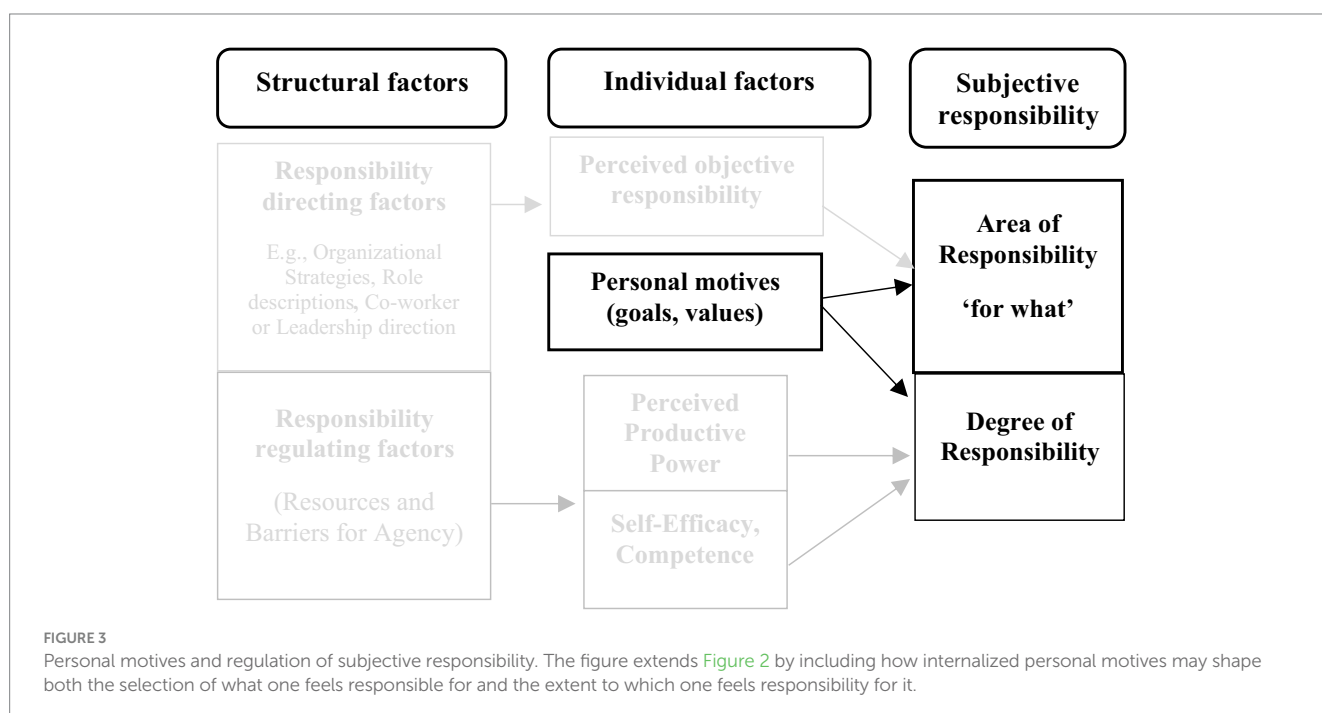 Structural factors
Individual factors
Subjective
responsibility
Responsibility
directing factors
E.g., Organizational
Strategies, Role
descriptions, Co-worker
or Leadership direction
Perceived objective
responsibility
Personal motives
(goals, values)
Area of
Responsibility
‘for what’
Responsibility
regulating factors
(Resources and
Barriers for Agency)
Perceived
Productive
Power
Self-Efficacy,
Competence
Degree of
Responsibility
FIGURE 3
Personal motives and regulation of subjective responsibility. The figure extends Figure 2 by including how internalized personal motives may shape
both the selection of what one feels responsible for and the extent to which one feels responsibility for it.